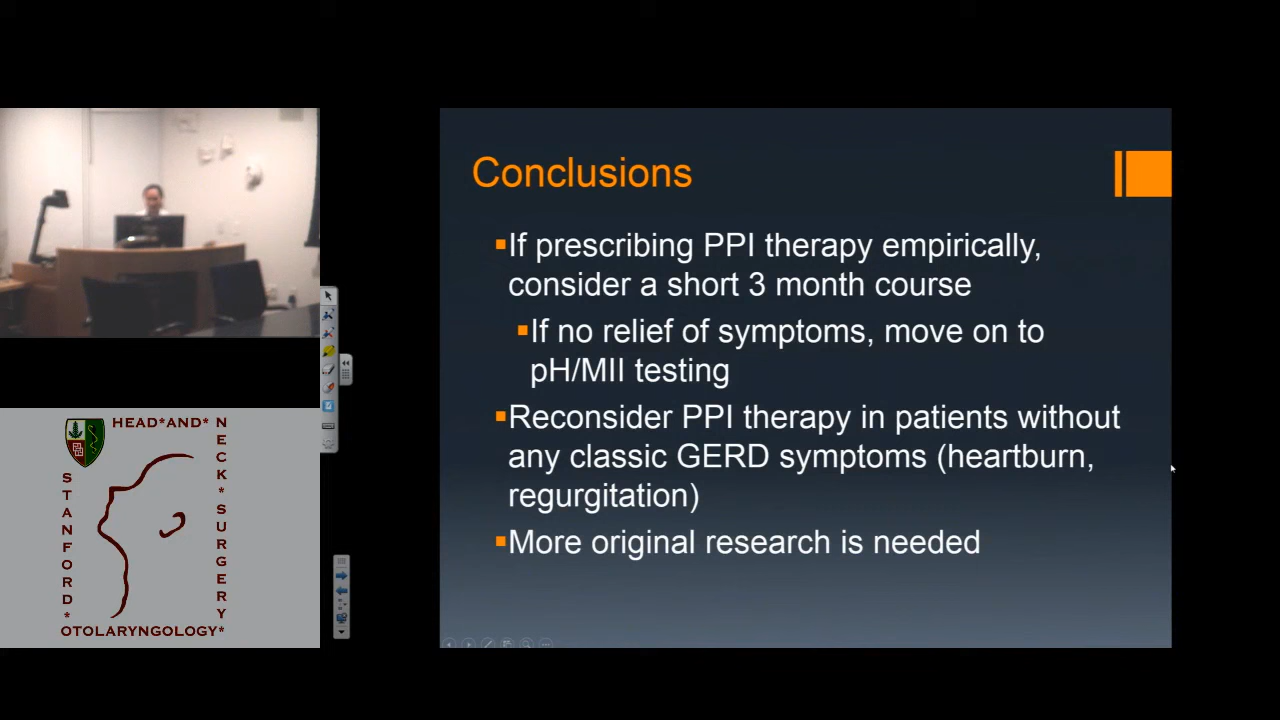 Conclusions
If prescribing PPI therapy empirically,
consider a short 3 month course
If no relief of symptoms, move on to
pH/MII testing
Reconsider PPI therapy in patients without
any classic GERD symptoms (heartburn,
regurgitation)
More original research is needed
HEAD*AND*
NECK*SURGERY*
STANFORD*
OTOLARYNGOLOGY*